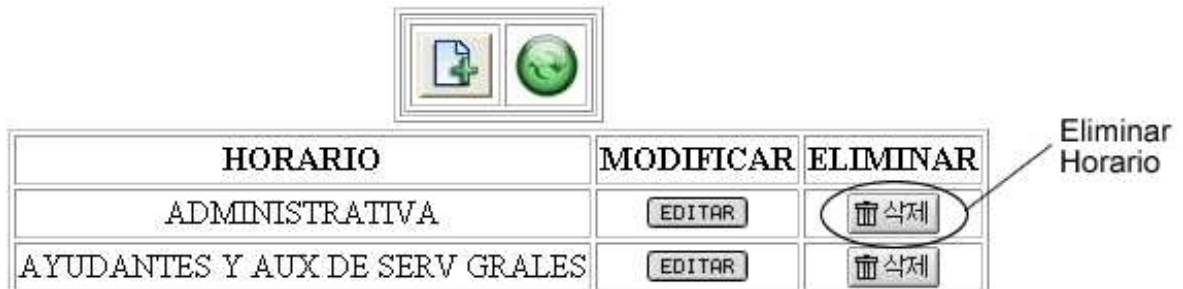 HORARIO MODIFICAR ELIMINAR
Eliminar
Horario
ADMINISTRATIVA EDITAR 삭제
AYUDANTES Y AUX DE SERV GRALES EDITAR 삭제